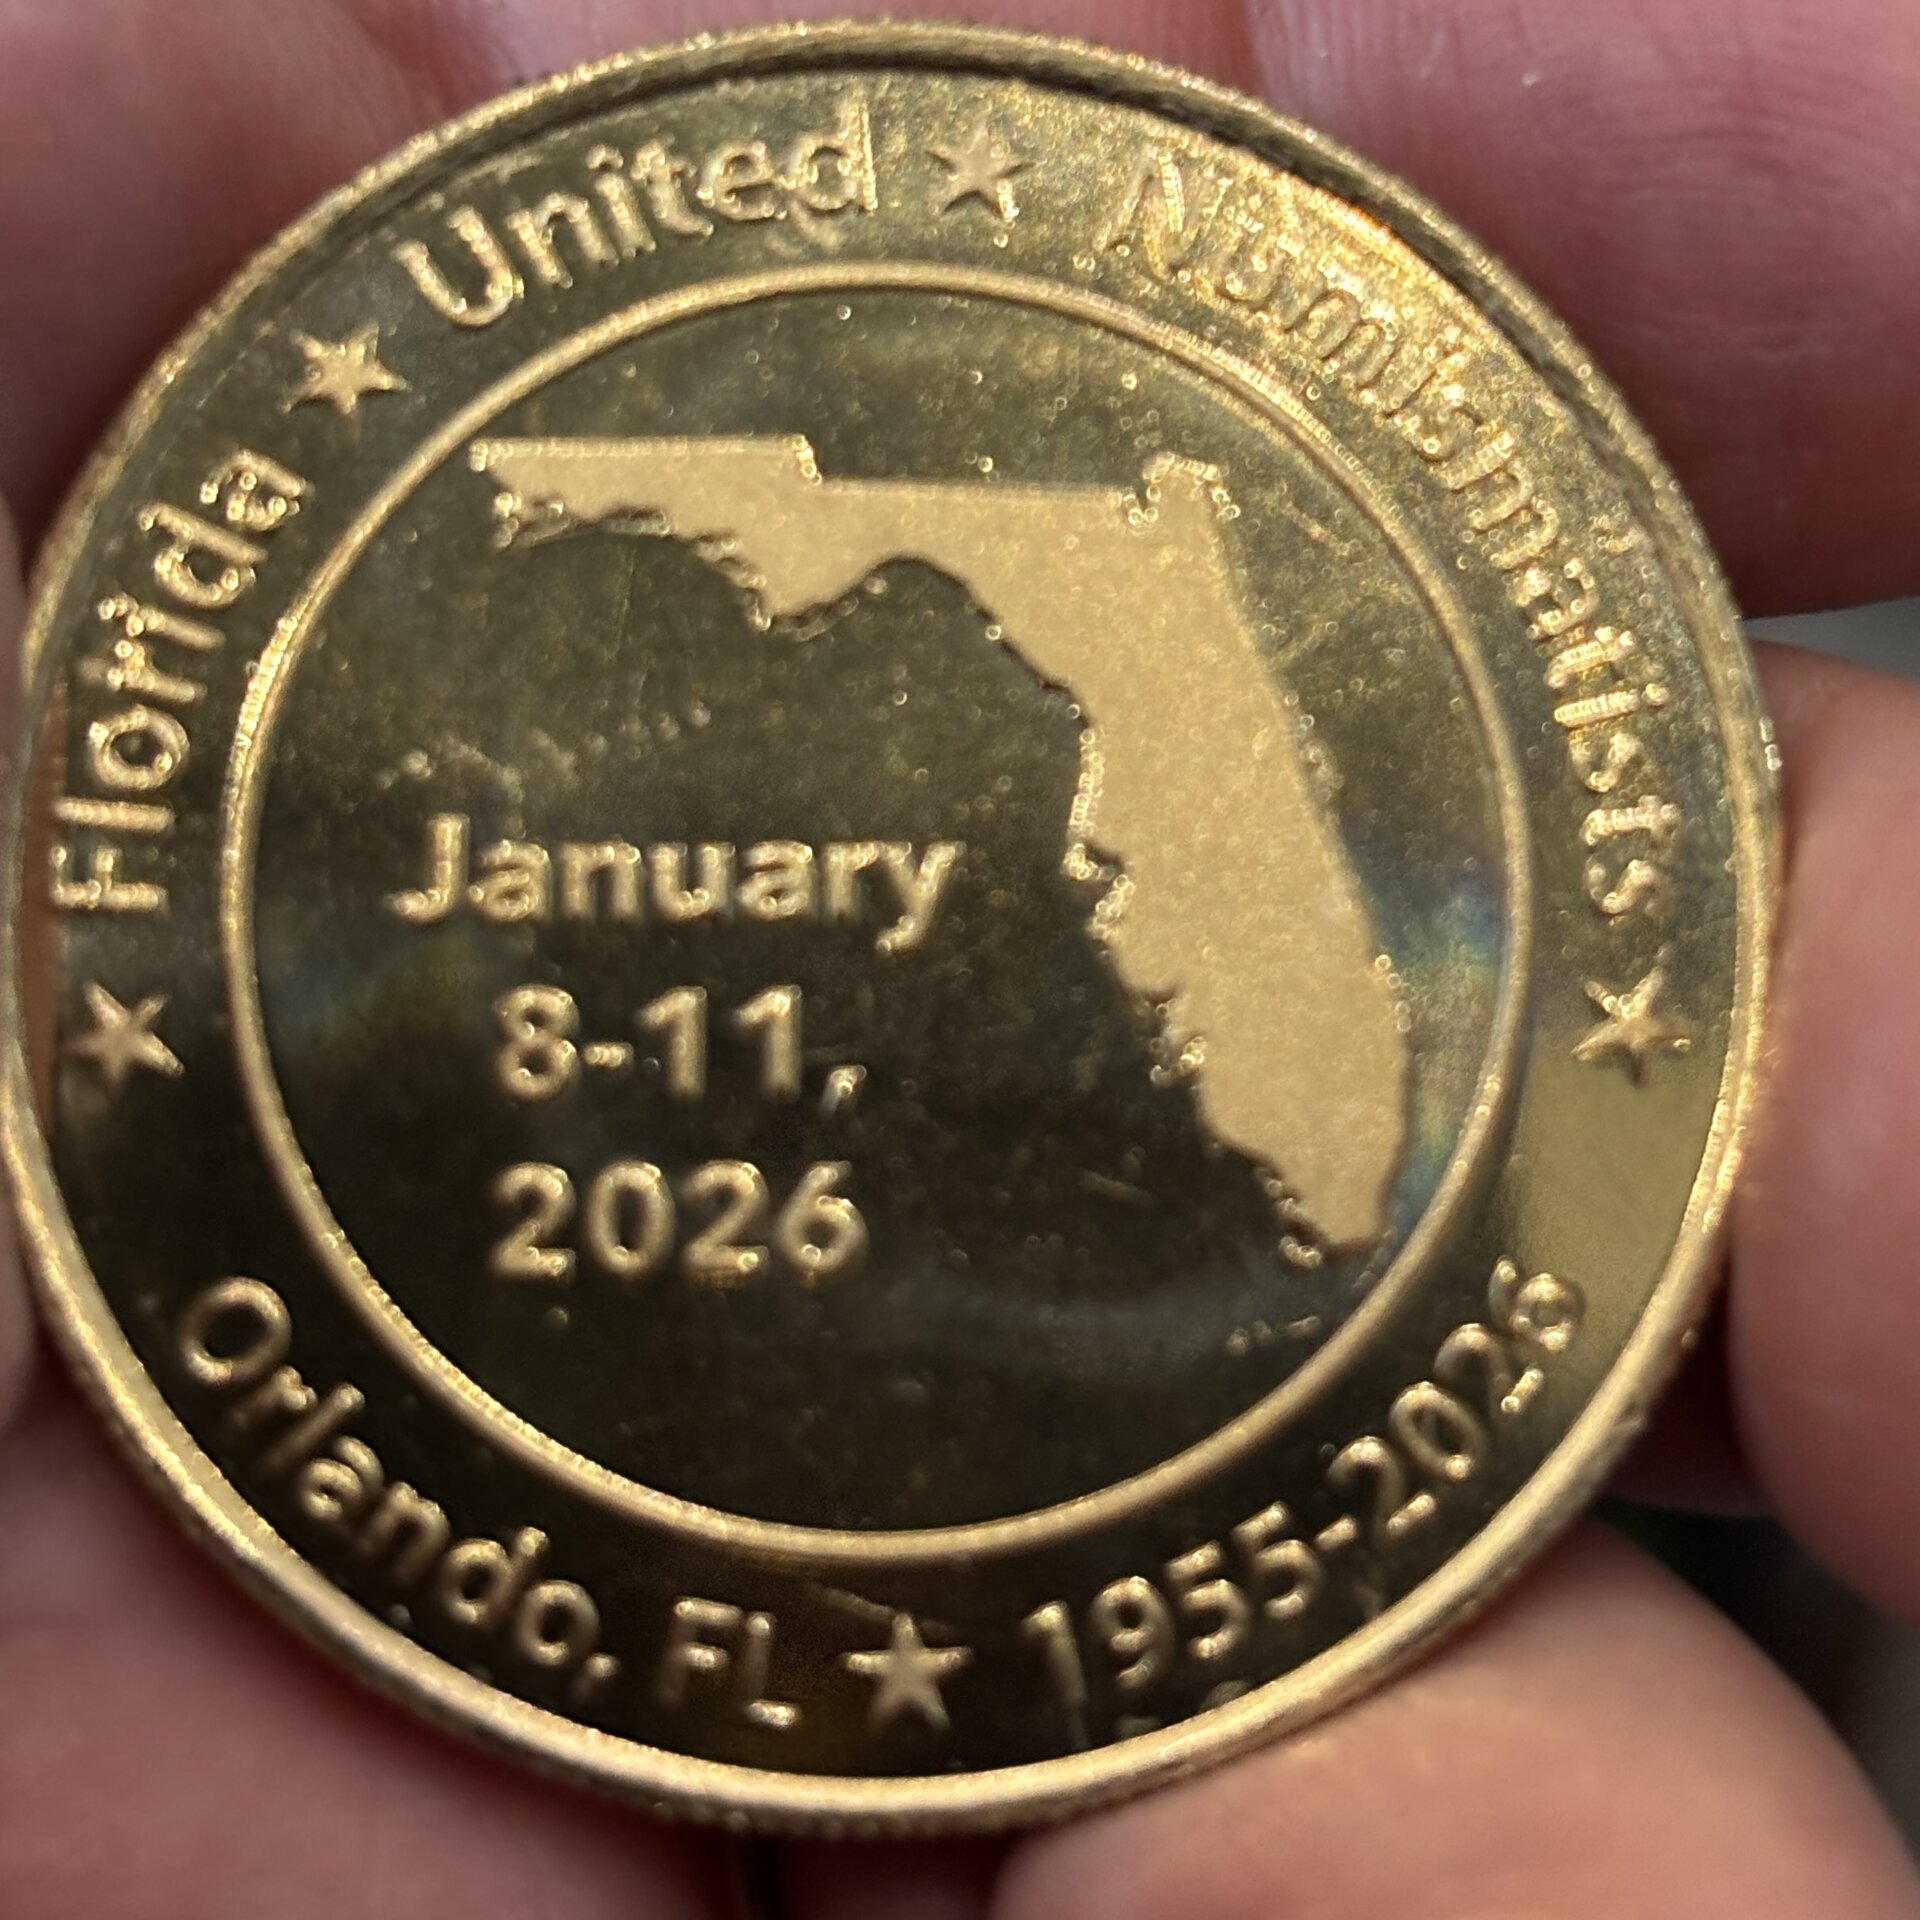 Florida ★ United ★ Numismatists
January
8-11,
2026
Orlando, FL ★ 1955-2026